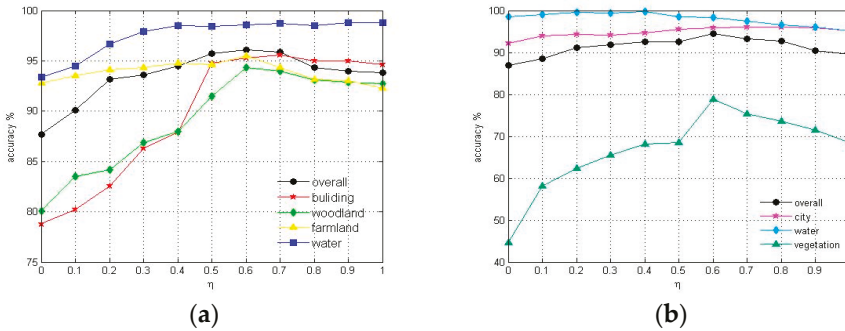 100
95
90
85
80
75
accuracy %
0 0.1 0.2 0.3 0.4 0.5 0.6 0.7 0.8 0.9 1
η
overall
buliding
woodland
farmland
water
(a)
100
90
80
70
60
50
40
accuracy %
0 0.1 0.2 0.3 0.4 0.5 0.6 0.7 0.8 0.9
η
overall
city
water
vegetation
(b)